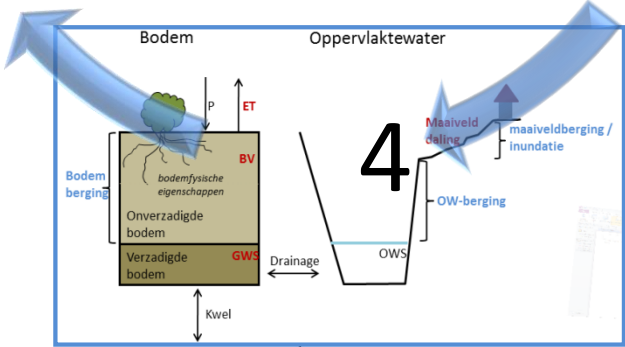 Bodem
Oppervlaktewater
P
ET
BV
Bodem
berging
bodemfysische
eigenschappen
Onverzadigde
bodem
Verzadigde
bodem
GWS
Drainage
Kwel
4
Maaiveld
daling
maaiveldberging /
inundatie
OW-berging
OWS